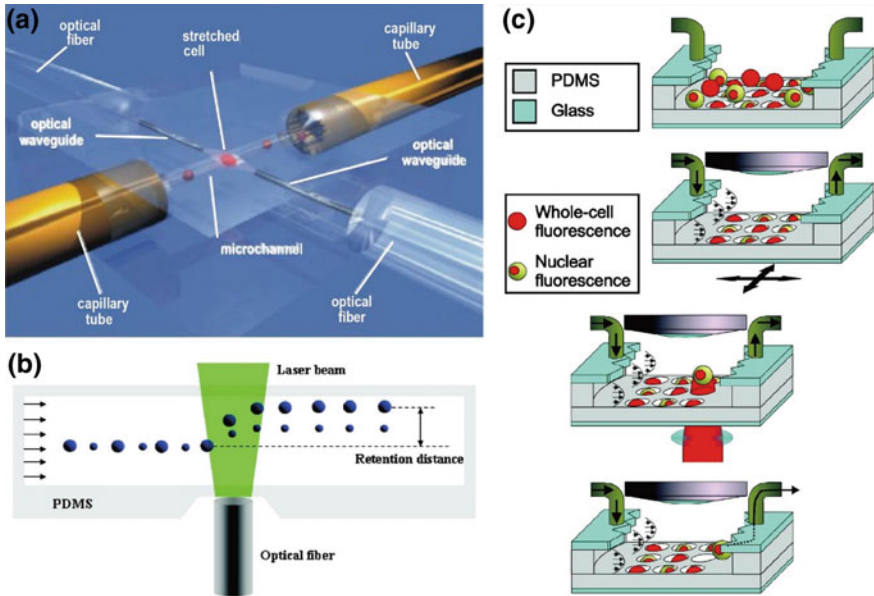 (a)
optical
fiber
stretched
cell
capillary
tube
optical
waveguide
optical
waveguide
microchannel
capillary
tube
optical
fiber
(b)
Laser beam
Retention distance
PDMS
Optical fiber
(c)
PDMS
Glass
Whole-cell
fluorescence
Nuclear
fluorescence